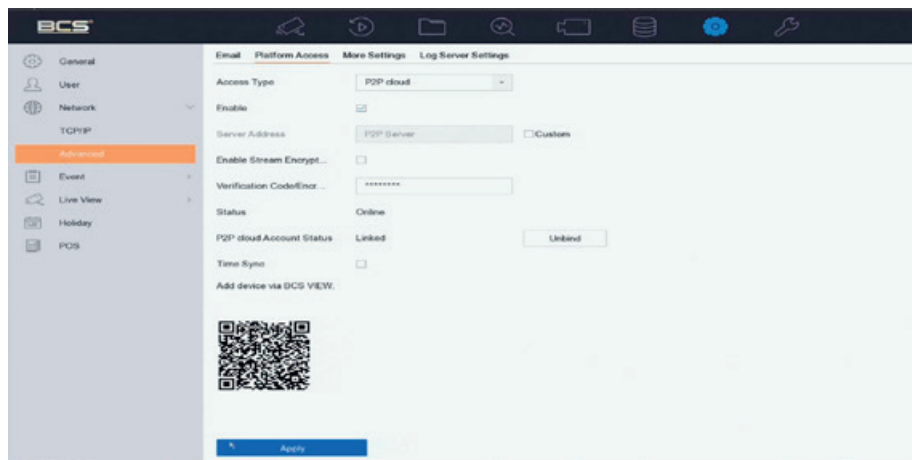 BCS
General
User
Network
TCP/IP
Advanced
Event
Live View
Holiday
POS
Email Platform Access More Settings Log Server Settings
Access Type P2P cloud
Enable
Server Address P2P Server Custom
Enable Stream Encrypt...
Verification Code/Encr... ********
Status Online
P2P cloud Account Status Linked Unbind
Time Sync
Add device via BCS VIEW.
Apply